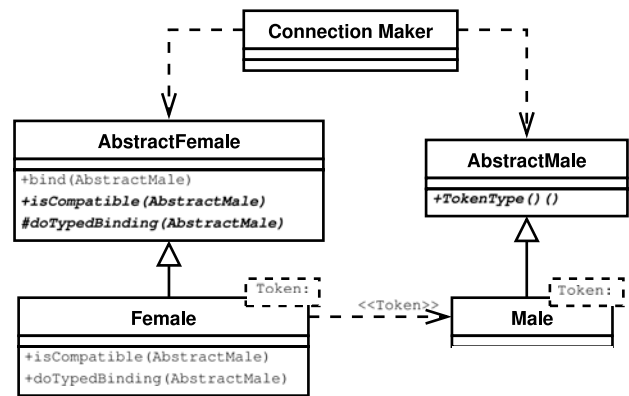 Connection Maker
AbstractFemale
+bind(AbstractMale)
+isCompatible(AbstractMale)
#doTypedBinding(AbstractMale)
AbstractMale
+TokenType()()
Token:
Female
+isCompatible(AbstractMale)
+doTypedBinding(AbstractMale)
<<Token>>
Token:
Male